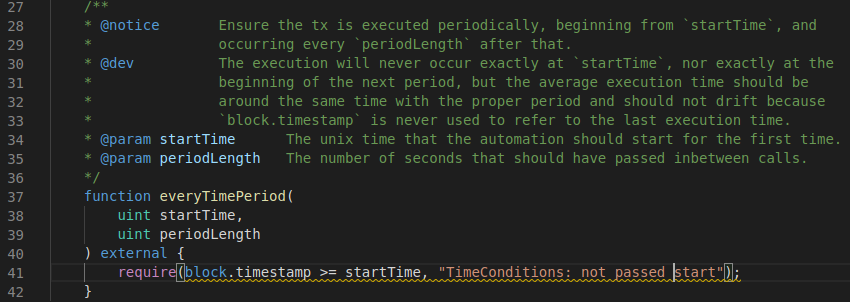 27 /**
28 * @notice Ensure the tx is executed periodically, beginning from `startTime`, and
29 * occurring every `periodLength` after that.
30 * @dev The execution will never occur exactly at `startTime`, nor exactly at the
31 * beginning of the next period, but the average execution time should be
32 * around the same time with the proper period and should not drift because
33 * `block.timestamp` is never used to refer to the last execution time.
34 * @param startTime The unix time that the automation should start for the first time.
35 * @param periodLength The number of seconds that should have passed inbetween calls.
36 */
37 function everyTimePeriod(
38 uint startTime,
39 uint periodLength
40 ) external {
41 require(block.timestamp >= startTime, "TimeConditions: not passed start");
42 }